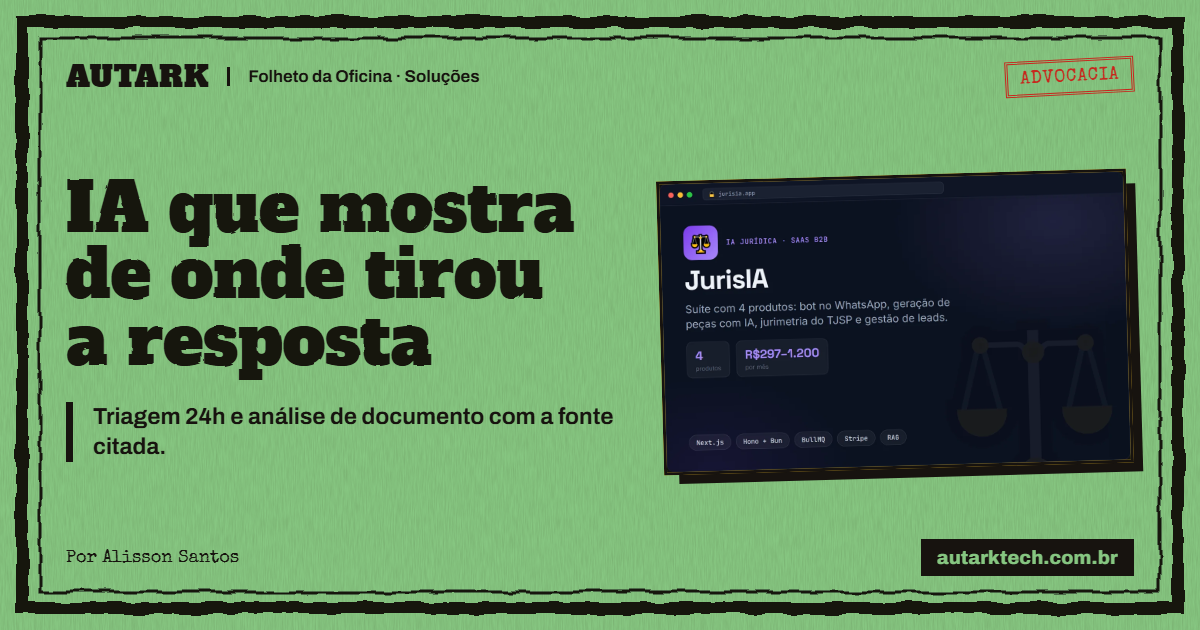 AUTARK
Folheto da Oficina · Soluções
ADVOCACIA
IA que mostra
de onde tirou
a resposta
Triagem 24h e análise de documento com a fonte
citada.
jurisia.app
IA JURÍDICA · SAAS B2B
JurisIA
Suite com 4 produtos: bot no WhatsApp, geração de
peças com IA, jurimetria do TJSP e gestão de leads.
4
produtos
R$297–1.200
por mês
Next.js
Hono + Bun
BullMQ
Stripe
RAG
Por Alisson Santos
autarktech.com.br